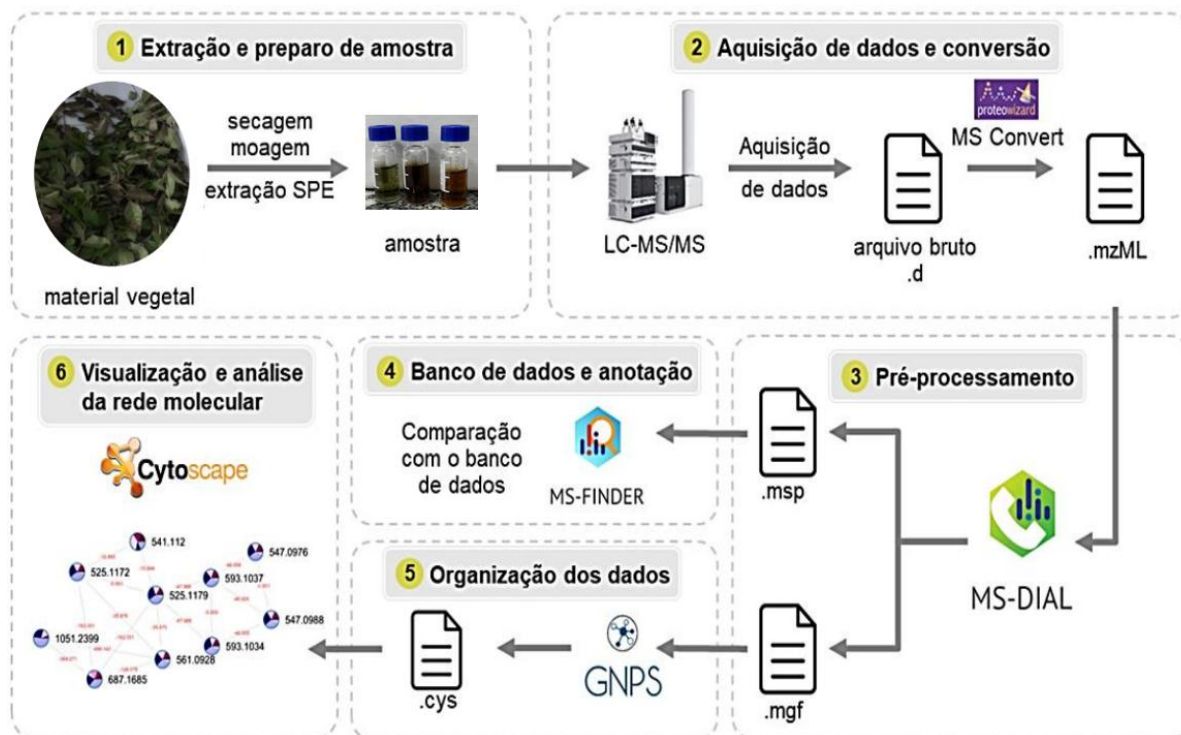 1 Extração e preparo de amostra
secagem
moagem
extração SPE
amostra
material vegetal
2 Aquisição de dados e conversão
proteowizard
MS Convert
Aquisição
de dados
LC-MS/MS
arquivo bruto
.d
.mzML
3 Pré-processamento
.msp
MS-DIAL
.mgf
4 Banco de dados e anotação
Comparação
com o banco
de dados
MS-FINDER
5 Organização dos dados
GNPS
.cys
6 Visualização e análise
da rede molecular
Cytoscape
541.112
547.0976
525.1172
593.1037
525.1179
547.0988
1051.2399
593.1034
561.0928
687.1685